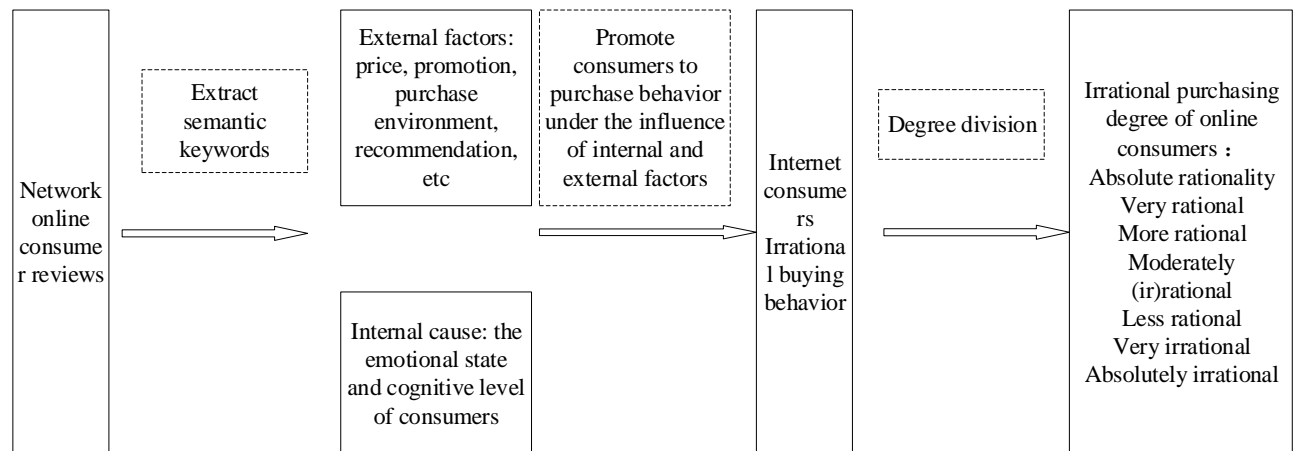 Network
online
consume
r reviews
Extract
semantic
keywords
External factors:
price, promotion,
purchase
environment,
recommendation,
etc
Internal cause: the
emotional state
and cognitive level
of consumers
Promote
consumers to
purchase behavior
under the influence
of internal and
external factors
Internet
consume
rs
Irrationa
l buying
behavior
Degree division
Irrational purchasing
degree of online
consumers：
Absolute rationality
Very rational
More rational
Moderately
(ir)rational
Less rational
Very irrational
Absolutely irrational